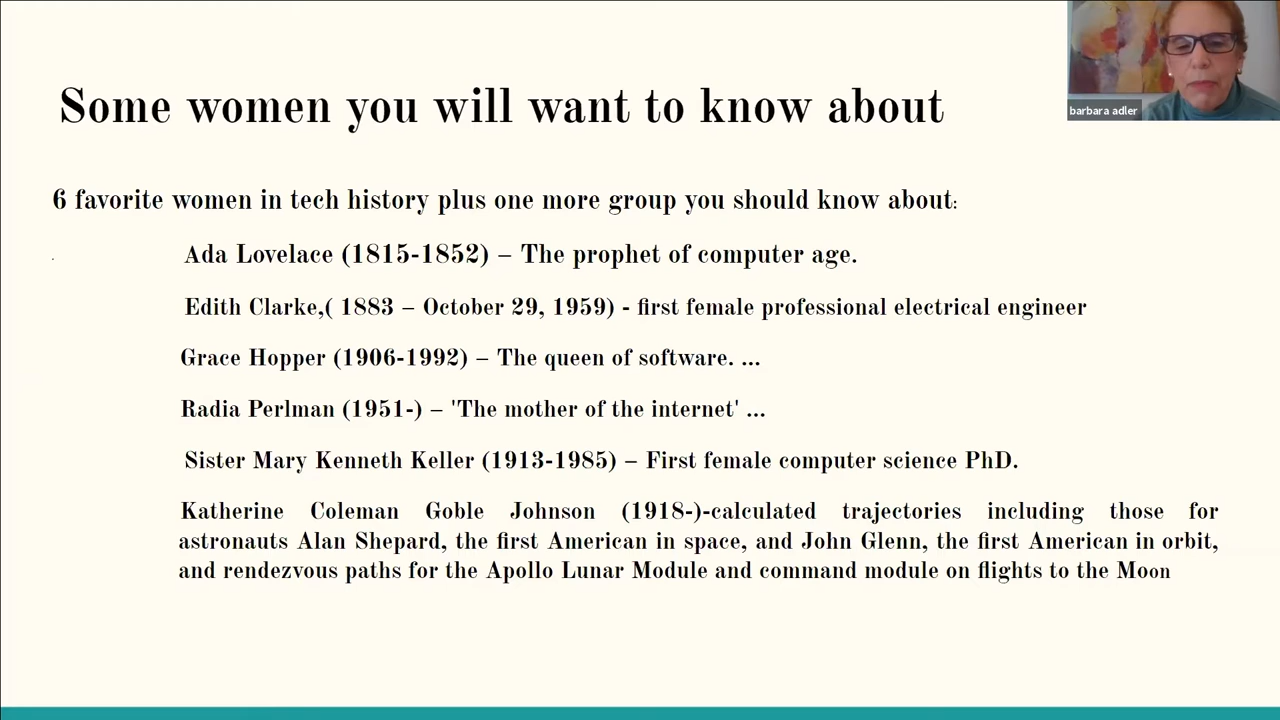 barbara adler
Some women you will want to know about
6 favorite women in tech history plus one more group you should know about:
Ada Lovelace (1815-1852) – The prophet of computer age.
Edith Clarke,( 1883 – October 29, 1959) - first female professional electrical engineer
Grace Hopper (1906-1992) – The queen of software. ...
Radia Perlman (1951-) – 'The mother of the internet' ...
Sister Mary Kenneth Keller (1913-1985) – First female computer science PhD.
Katherine Coleman Goble Johnson (1918-)-calculated trajectories including those for
astronauts Alan Shepard, the first American in space, and John Glenn, the first American in orbit,
and rendezvous paths for the Apollo Lunar Module and command module on flights to the Moon